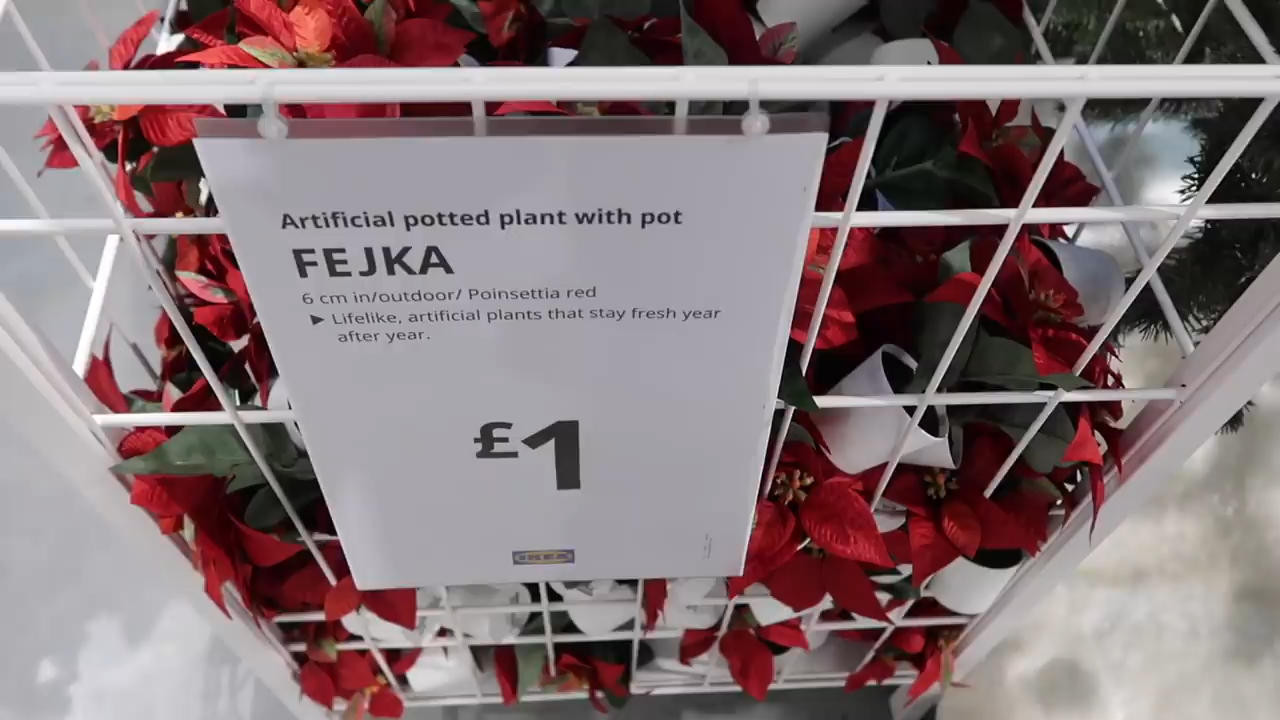 Artificial potted plant with pot
FEJKA
6 cm in/outdoor/ Poinsettia red
▶ Lifelike, artificial plants that stay fresh year
after year.
£1
IKEA